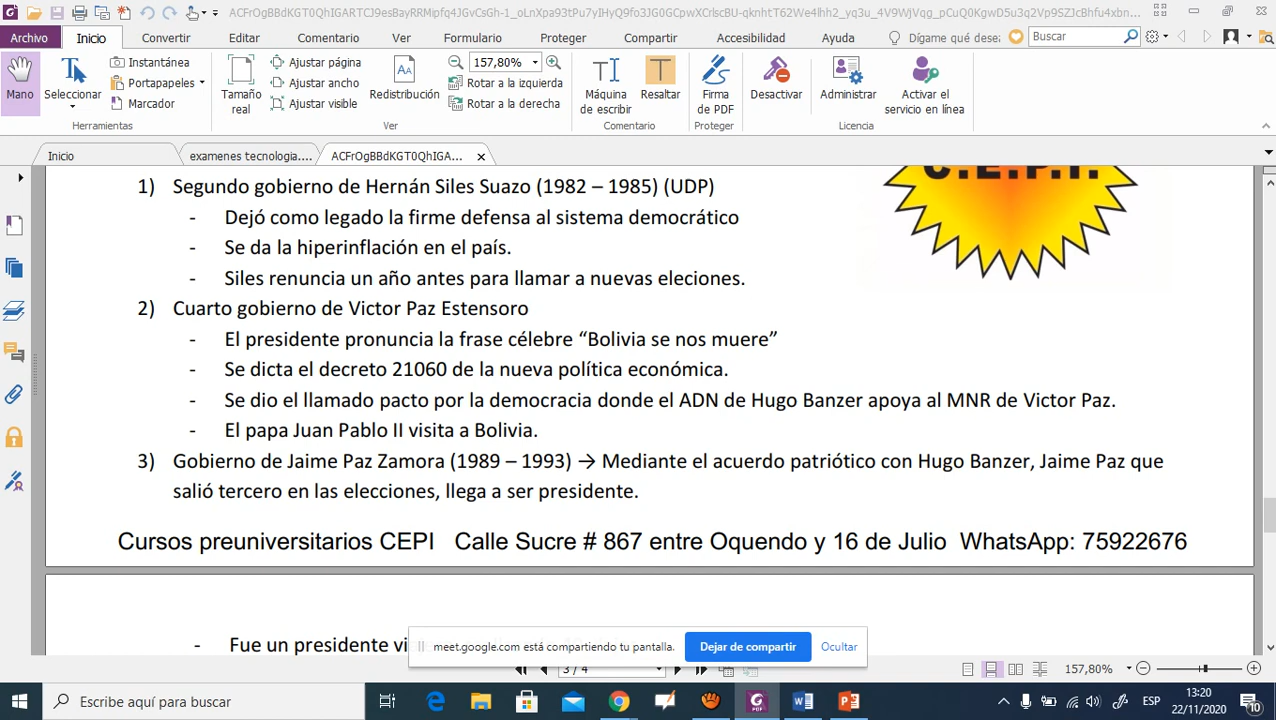 ACFrOgBBdKGT0QhIGARTCJ9esBayRRMipfq4JCdsm-1_oLnXpa93tPu7yIHyQ9fo3JG0GCpwXXlscBHeqkqtcT62We4lhh2_yq3u_4V9WjVqg_pCuQ0KgwD5u3q2Vp9SZJcBhfu4xbn...
Archivo Inicio Convertir Editar Comentario Ver Formulario Proteger Compartir Accesibilidad Ayuda Dígame qué dese Buscar
Mano
Seleccionar
Instantánea
Portapapeles
Marcador
Herramientas
Tamaño real
Ajustar página
Ajustar ancho
Ajustar visible
Redistribución
157,80%
Rotar a la izquierda
Rotar a la derecha
Ver
Máquina de escribir
Resaltar
Comentario
Firma de PDF
Proteger
Desactivar
Administrar
Activar el servicio en línea
Licencia
Inicio examenes tecnologia.... ACFrOgBBdKGT0QhIGA...
C.E.P.I.
1) Segundo gobierno de Hernán Siles Suazo (1982 – 1985) (UDP)
- Dejó como legado la firme defensa al sistema democrático
- Se da la hiperinflación en el país.
- Siles renuncia un año antes para llamar a nuevas eleciones.
2) Cuarto gobierno de Victor Paz Estensoro
- El presidente pronuncia la frase célebre “Bolivia se nos muere”
- Se dicta el decreto 21060 de la nueva política económica.
- Se dio el llamado pacto por la democracia donde el ADN de Hugo Banzer apoya al MNR de Victor Paz.
- El papa Juan Pablo II visita a Bolivia.
3) Gobierno de Jaime Paz Zamora (1989 – 1993) → Mediante el acuerdo patriótico con Hugo Banzer, Jaime Paz que
salió tercero en las elecciones, llega a ser presidente.
Cursos preuniversitarios CEPI Calle Sucre # 867 entre Oquendo y 16 de Julio WhatsApp: 75922676
- Fue un presidente vi
meet.google.com está compartiendo tu pantalla. Dejar de compartir Ocultar
3 / 4 157,80%
Escribe aquí para buscar
ESP
13:20
22/11/2020
10